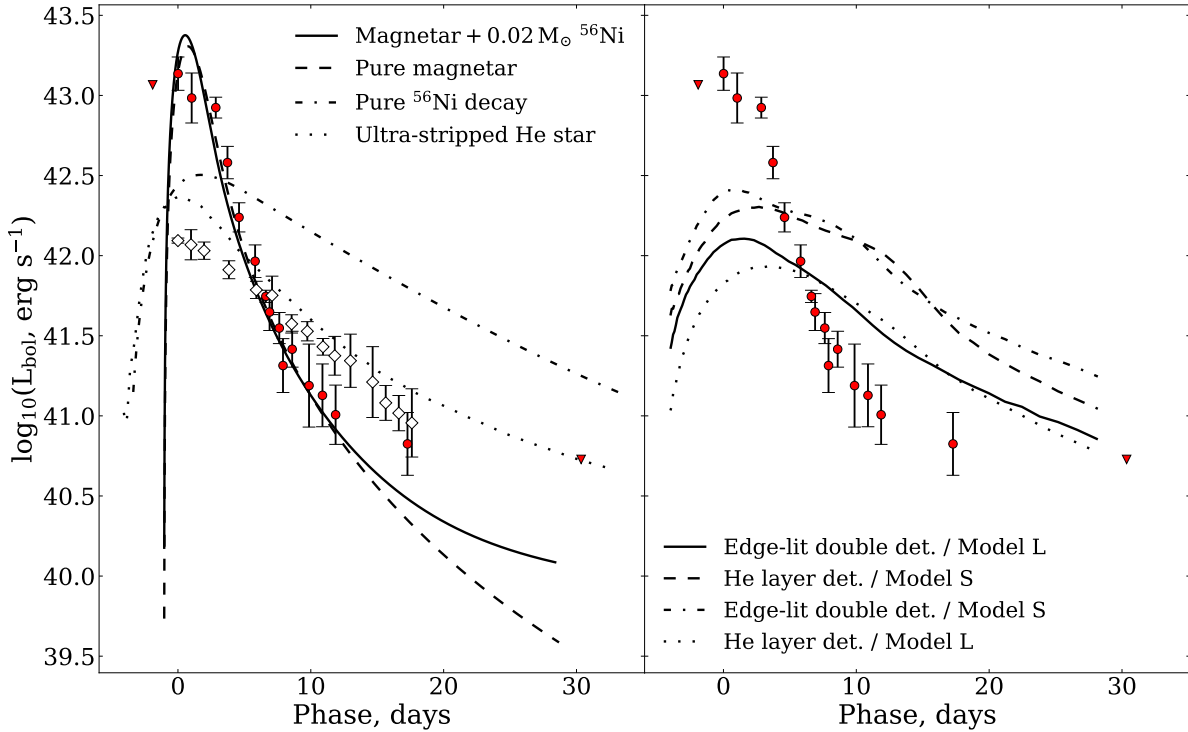 43.5
43.0
42.5
42.0
41.5
41.0
40.5
40.0
39.5
log₁₀(L_bol, erg s⁻¹)
Magnetar + 0.02 M_⊙ ⁵⁶Ni
Pure magnetar
Pure ⁵⁶Ni decay
Ultra-stripped He star
0 10 20 30
Phase, days
Edge-lit double det. / Model L
He layer det. / Model S
Edge-lit double det. / Model S
He layer det. / Model L
0 10 20 30
Phase, days